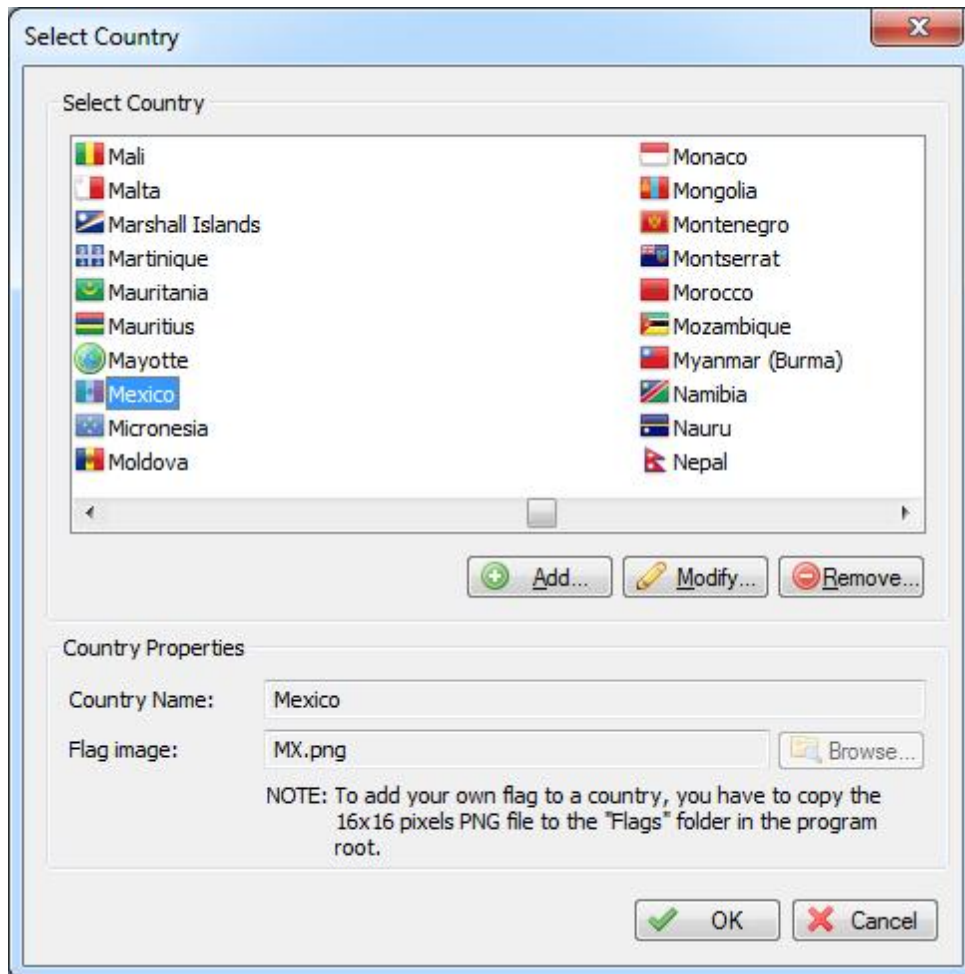 Select Country
Select Country
Mali
Malta
Marshall Islands
Martinique
Mauritania
Mauritius
Mayotte
Mexico
Micronesia
Moldova
Monaco
Mongolia
Montenegro
Montserrat
Morocco
Mozambique
Myanmar (Burma)
Namibia
Nauru
Nepal
Add... Modify... Remove...
Country Properties
Country Name: Mexico
Flag image: MX.png Browse...
NOTE: To add your own flag to a country, you have to copy the
16x16 pixels PNG file to the "Flags" folder in the program
root.
OK Cancel